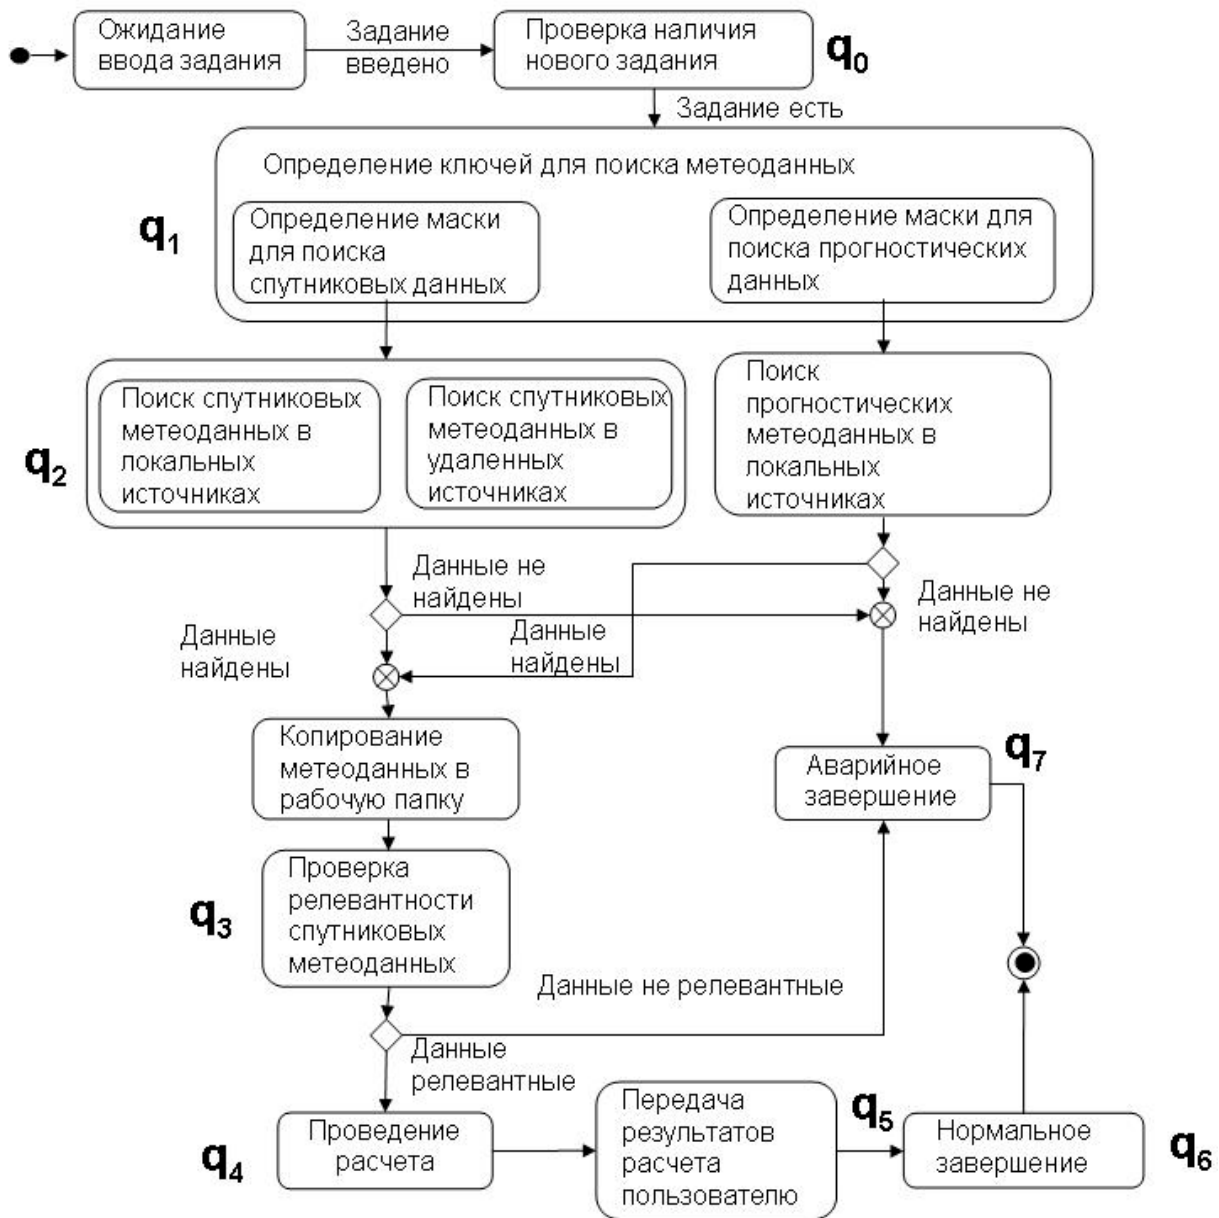 Ожидание
ввода задания
Задание
введено
Проверка наличия
нового задания
q0
Задание есть
Определение ключей для поиска метеоданных
q1
Определение маски
для поиска
спутниковых данных
Определение маски для
поиска прогностических
данных
q2
Поиск спутниковых
метеоданных в
локальных
источниках
Поиск спутниковых
метеоданных в
удаленных
источниках
Поиск
прогностических
метеоданных в
локальных
источниках
Данные не
найдены
Данные не
найдены
Данные
найдены
Данные
найдены
Копирование
метеоданных в
рабочую папку
q7
Аварийное
завершение
q3
Проверка
релевантности
спутниковых
метеоданных
Данные не релевантные
Данные
релевантные
q4
Проведение
расчета
Передача
результатов
расчета
пользователю
q5
Нормальное
завершение
q6